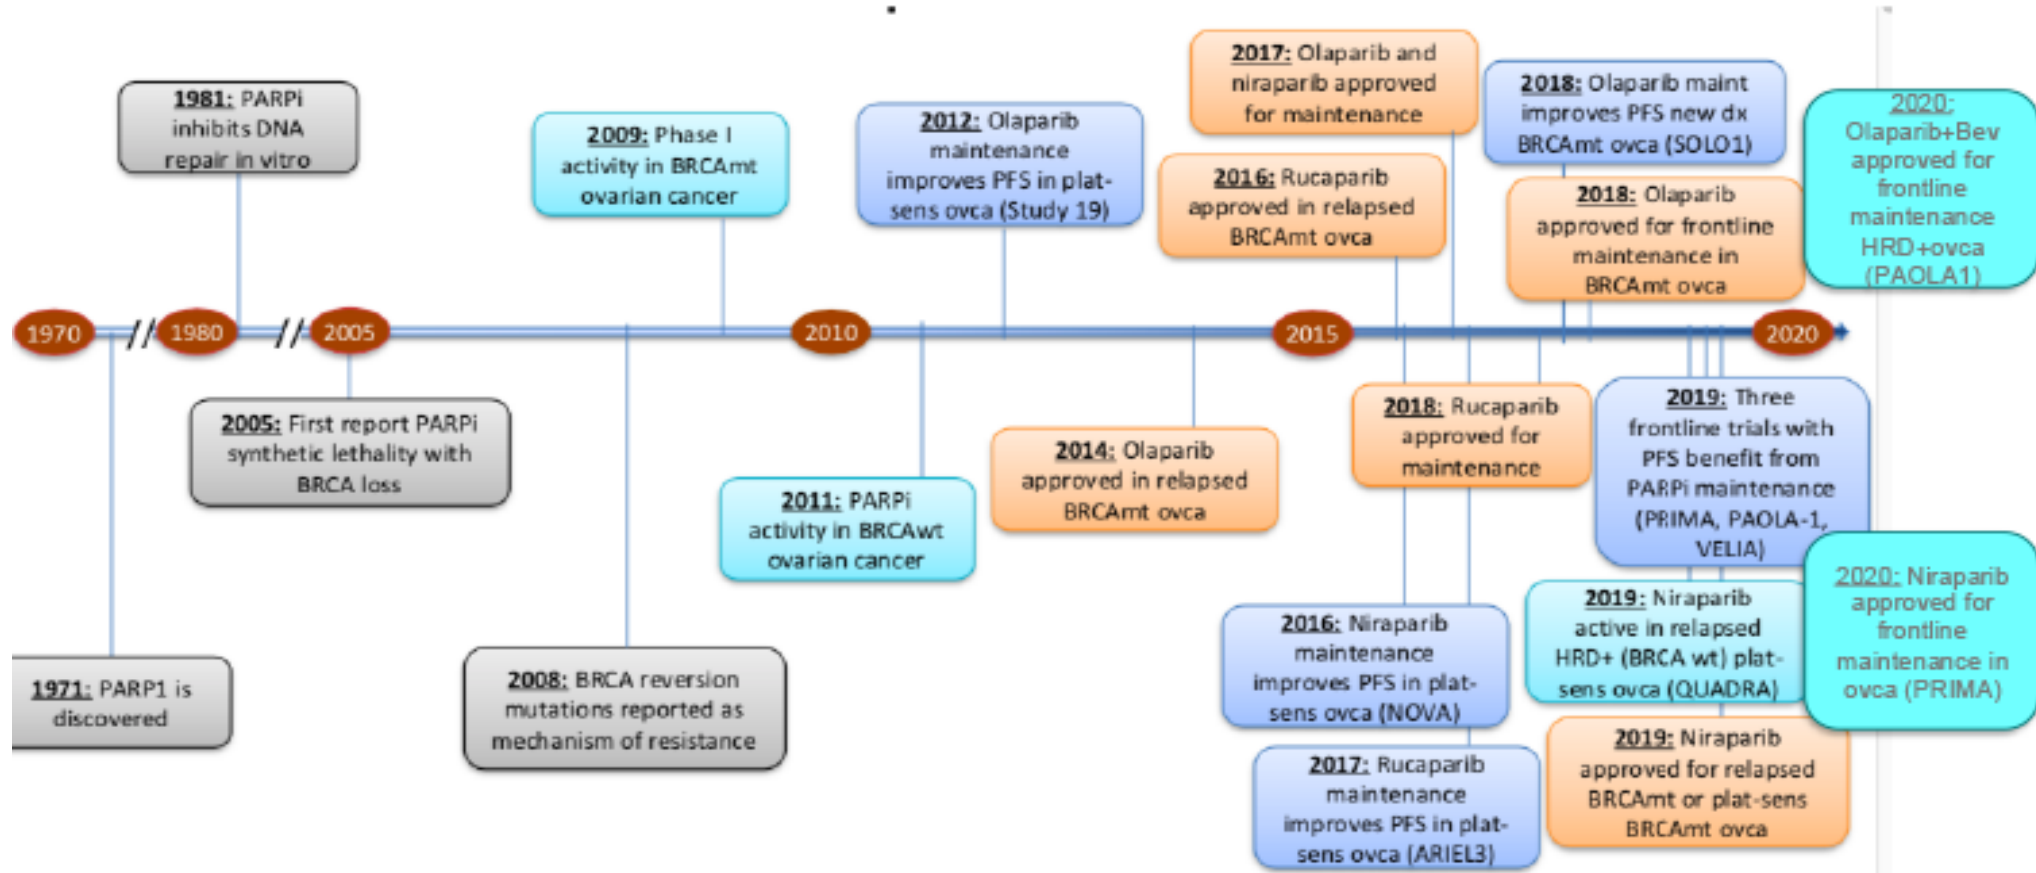 1981: PARPi
inhibits DNA
repair in vitro
2009: Phase I
activity in BRCAmt
ovarian cancer
2012: Olaparib
maintenance
improves PFS in plat-
sens ovca (Study 19)
2017: Olaparib and
niraparib approved
for maintenance
2016: Rucaparib
approved in relapsed
BRCAmt ovca
2018: Olaparib maint
improves PFS new dx
BRCAmt ovca (SOLO1)
2018: Olaparib
approved for frontline
maintenance in
BRCAmt ovca
2020:
Olaparib+Bev
approved for
frontline
maintenance
HRD+ovca
(PAOLA1)
1970 // 1980 // 2005 2010 2015 2020
1971: PARP1 is
discovered
2005: First report PARPi
synthetic lethality with
BRCA loss
2008: BRCA reversion
mutations reported as
mechanism of resistance
2011: PARPi
activity in BRCAwt
ovarian cancer
2014: Olaparib
approved in relapsed
BRCAmt ovca
2018: Rucaparib
approved for
maintenance
2016: Niraparib
maintenance
improves PFS in plat-
sens ovca (NOVA)
2017: Rucaparib
maintenance
improves PFS in plat-
sens ovca (ARIEL3)
2019: Three
frontline trials with
PFS benefit from
PARPi maintenance
(PRIMA, PAOLA-1,
VELIA)
2019: Niraparib
active in relapsed
HRD+ (BRCA wt) plat-
sens ovca (QUADRA)
2019: Niraparib
approved for relapsed
BRCAmt or plat-sens
BRCAmt ovca
2020: Niraparib
approved for
frontline
maintenance in
ovca (PRIMA)